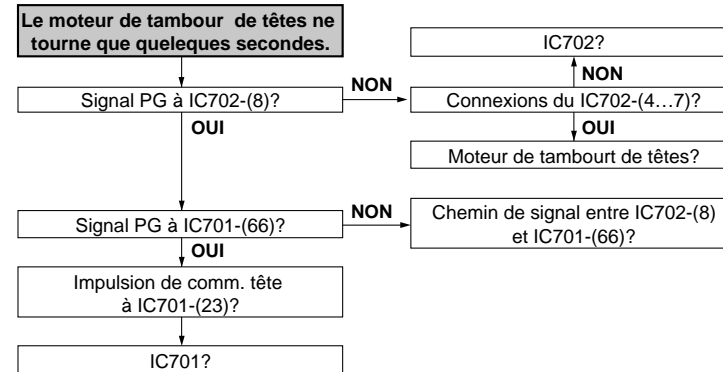 Le moteur de tambour de têtes ne
tourne que queleques secondes.
IC702?
NON
Signal PG à IC702-(8)?
NON
Connexions du IC702-(4…7)?
OUI
OUI
Moteur de tambourt de têtes?
Signal PG à IC701-(66)?
NON
Chemin de signal entre IC702-(8)
et IC701-(66)?
OUI
Impulsion de comm. tête
à IC701-(23)?
IC701?